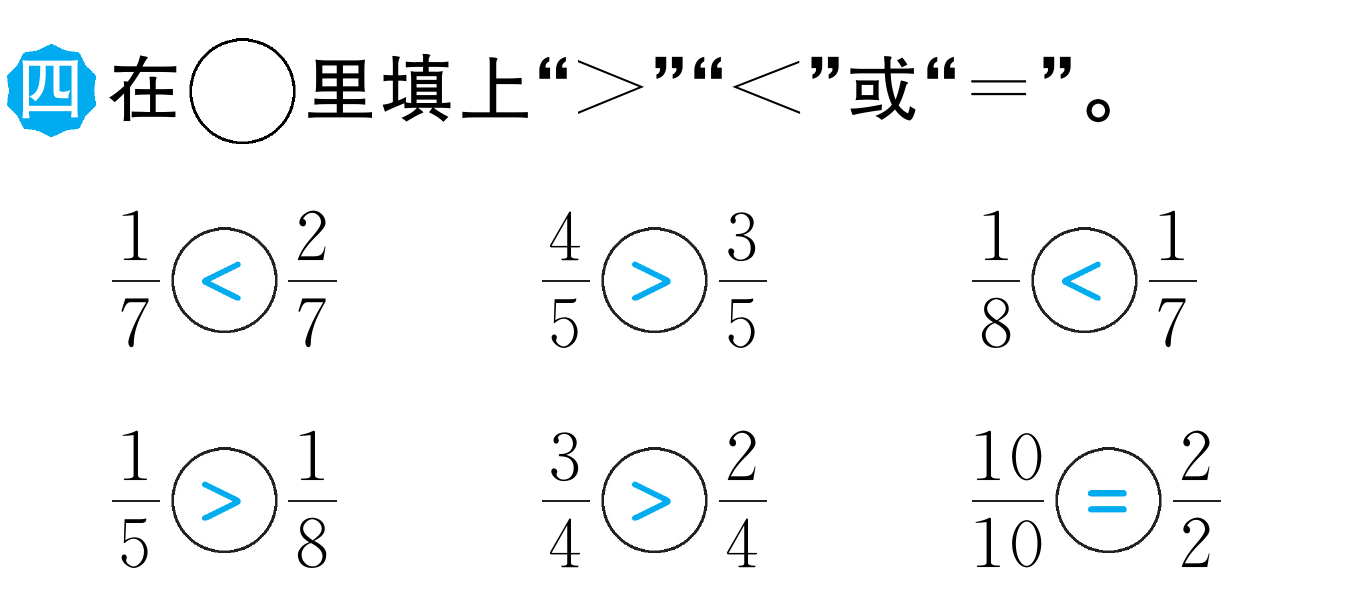 四 在○里填上“>”“<”或“=”。
1/7 < 2/7 4/5 > 3/5 1/8 < 1/7
1/5 > 1/8 3/4 > 2/4 10/10 = 2/2